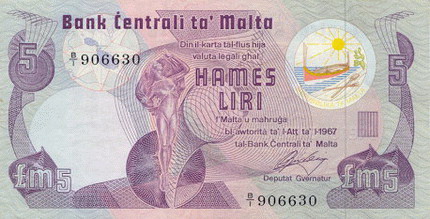 Bank Ċentrali ta' Malta
5
B/1 906630
Din il-karta tal-flus hija
valuta legali għal
ĦAMES
LIRI
f'Malta u maħruġa
bl-awtorità ta' l-Att ta' l-1967
tal-Bank Ċentrali ta' Malta
Deputat Gvernatur
£m5
B/1 906630
£m5